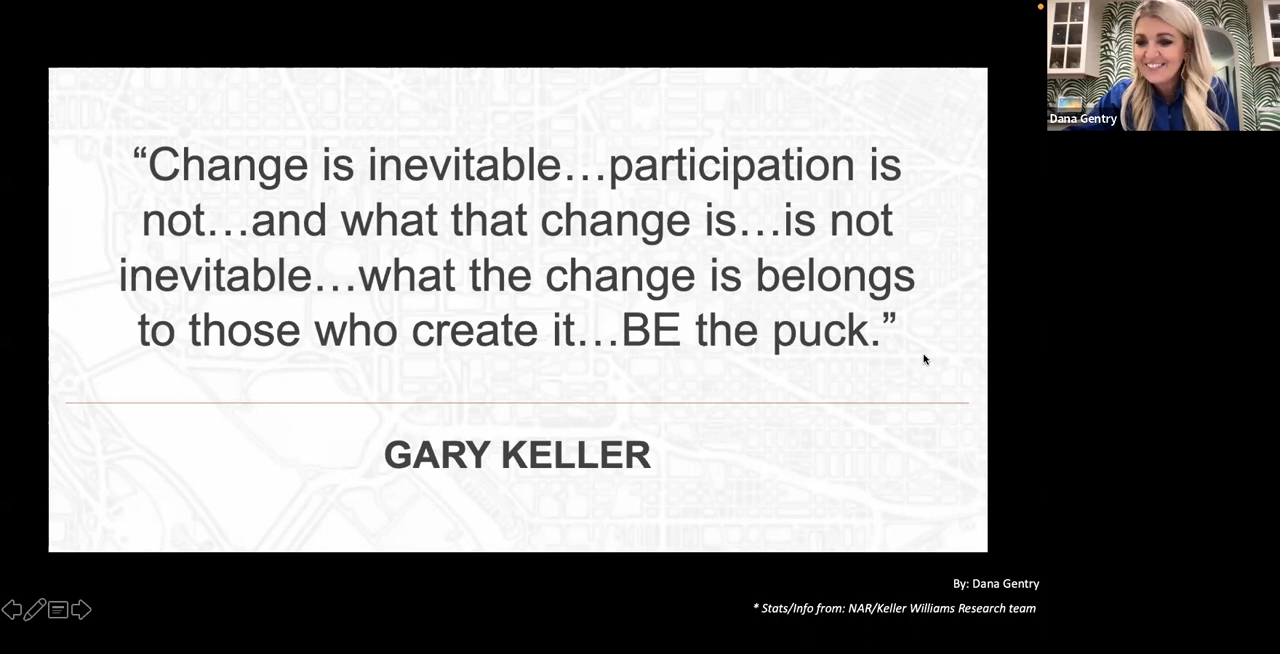 Dana Gentry
“Change is inevitable…participation is
not…and what that change is…is not
inevitable…what the change is belongs
to those who create it…BE the puck.”
GARY KELLER
By: Dana Gentry
* Stats/Info from: NAR/Keller Williams Research team